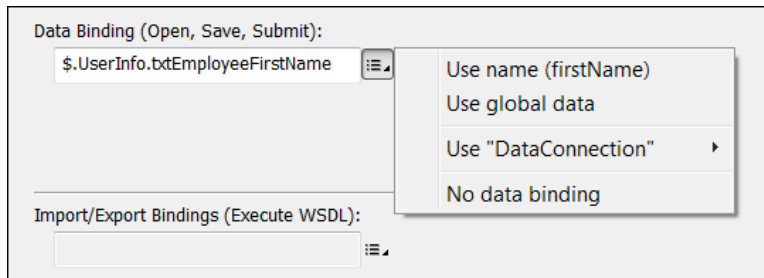 Data Binding (Open, Save, Submit):
$.UserInfo.txtEmployeeFirstName
Use name (firstName)
Use global data
Use "DataConnection"
No data binding
Import/Export Bindings (Execute WSDL):